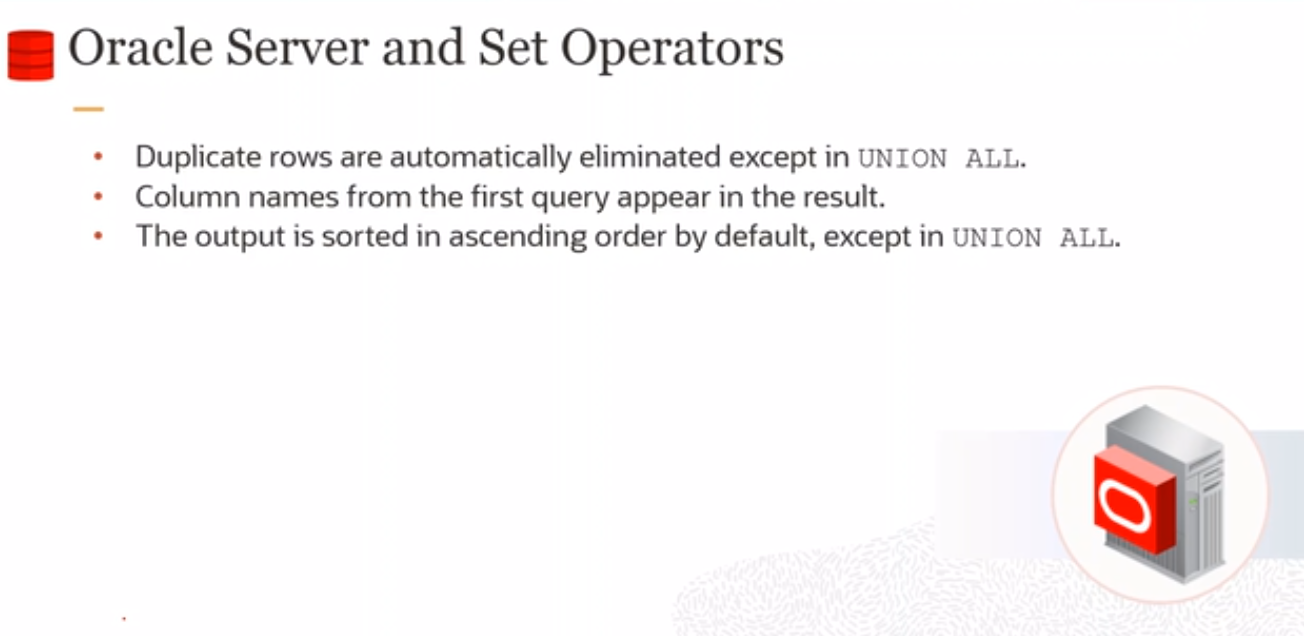 Oracle Server and Set Operators
• Duplicate rows are automatically eliminated except in UNION ALL.
• Column names from the first query appear in the result.
• The output is sorted in ascending order by default, except in UNION ALL.